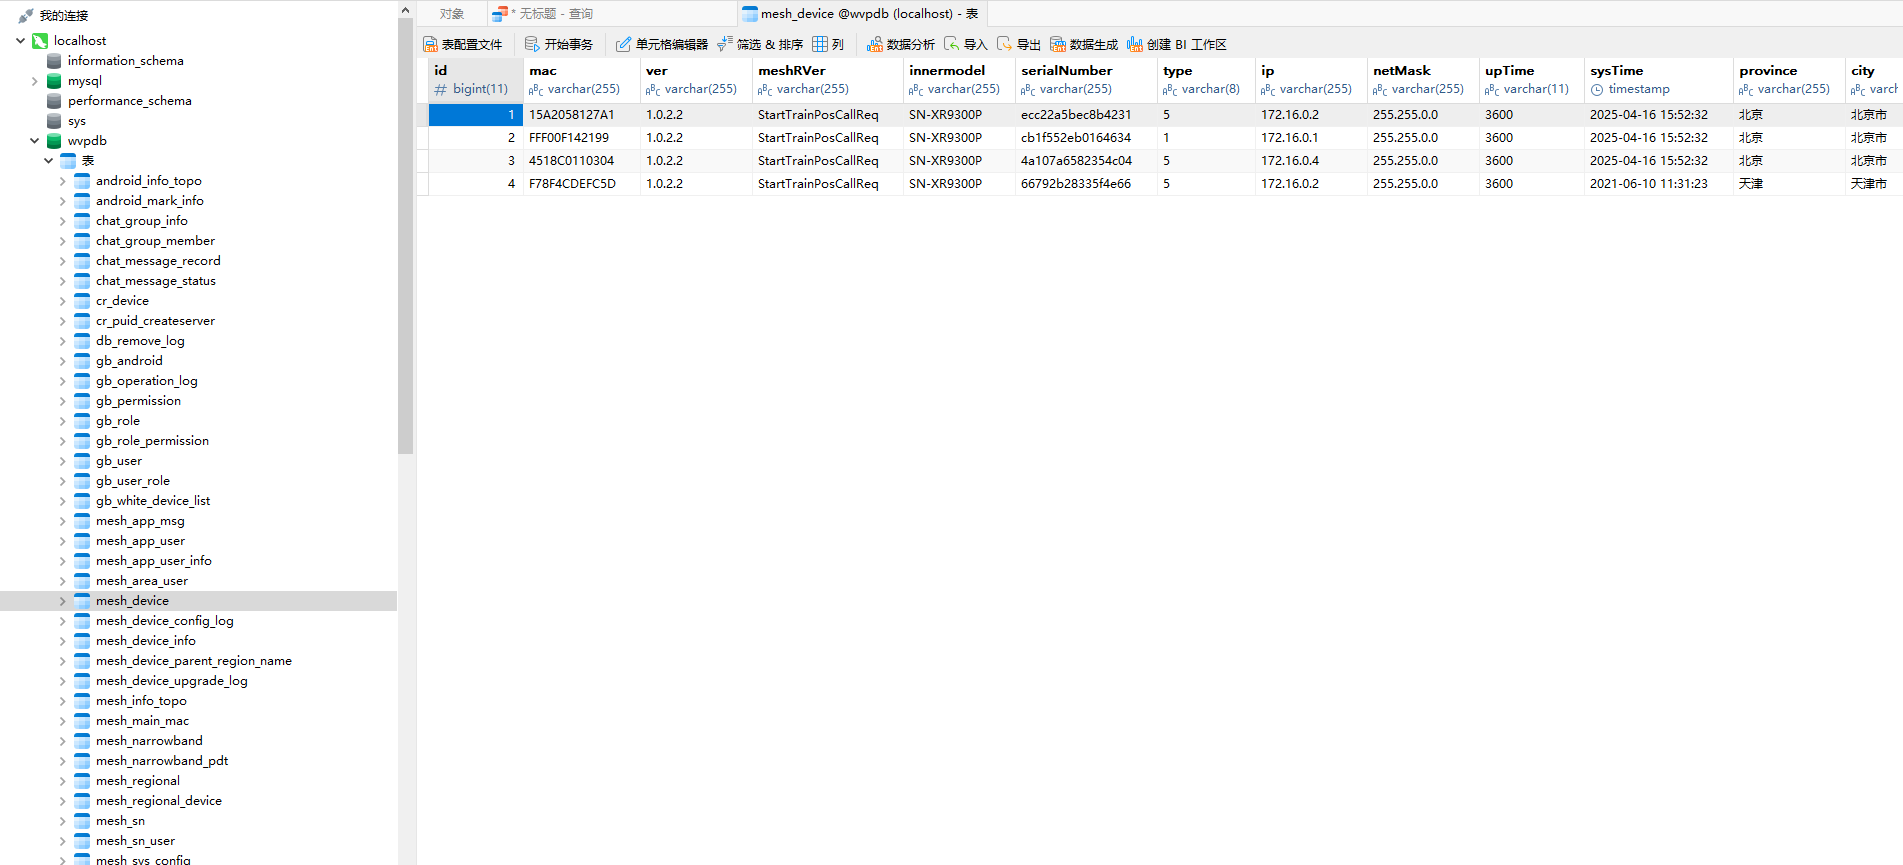 我的连接
localhost
information_schema
mysql
performance_schema
sys
wvpdb
表
android_info_topo
android_mark_info
chat_group_info
chat_group_member
chat_message_record
chat_message_status
cr_device
cr_puid_createserver
db_remove_log
gb_android
gb_operation_log
gb_permission
gb_role
gb_role_permission
gb_user
gb_user_role
gb_white_device_list
mesh_app_msg
mesh_app_user
mesh_app_user_info
mesh_area_user
mesh_device
mesh_device_config_log
mesh_device_info
mesh_device_parent_region_name
mesh_device_upgrade_log
mesh_info_topo
mesh_main_mac
mesh_narrowband
mesh_narrowband_pdt
mesh_regional
mesh_regional_device
mesh_sn
mesh_sn_user
mesh_sys_config
对象 * 无标题 - 查询 mesh_device @wvpdb (localhost) - 表
表配置文件 开始事务 单元格编辑器 筛选 & 排序 列 数据分析 导入 导出 数据生成 创建 BI 工作区
id mac ver meshRVer innermodel serialNumber type ip netMask upTime sysTime province city
# bigint(11) ABC varchar(255) ABC varchar(255) ABC varchar(255) ABC varchar(255) ABC varchar(255) ABC varchar(8) ABC varchar(255) ABC varchar(255) ABC varchar(11) timestamp ABC varchar(255) ABC varch
1 15A2058127A1 1.0.2.2 StartTrainPosCallReq SN-XR9300P ecc22a5bec8b4231 5 172.16.0.2 255.255.0.0 3600 2025-04-16 15:52:32 北京 北京市
2 FFF00F142199 1.0.2.2 StartTrainPosCallReq SN-XR9300P cb1f552eb0164634 1 172.16.0.1 255.255.0.0 3600 2025-04-16 15:52:32 北京 北京市
3 4518C0110304 1.0.2.2 StartTrainPosCallReq SN-XR9300P 4a107a6582354c04 5 172.16.0.4 255.255.0.0 3600 2025-04-16 15:52:32 北京 北京市
4 F78F4CDEFC5D 1.0.2.2 StartTrainPosCallReq SN-XR9300P 66792b28335f4e66 5 172.16.0.2 255.255.0.0 3600 2021-06-10 11:31:23 天津 天津市